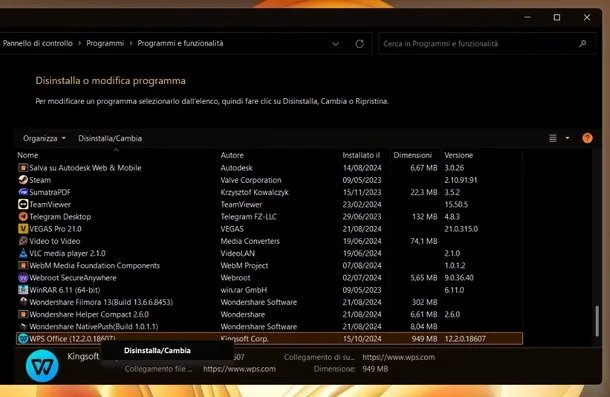 Pannello di controllo > Programmi > Programmi e funzionalità
Cerca in Programmi e funzionalità
Disinstalla o modifica programma
Per modificare un programma selezionarlo dall'elenco, quindi fare clic su Disinstalla, Cambia o Ripristina.
Organizza Disinstalla/Cambia
Nome Autore Installato il Dimensioni Versione
Salva su Autodesk Web & Mobile Autodesk 14/08/2024 6,67 MB 3.0.26
Steam Valve Corporation 09/05/2023 2.10.91.91
SumatraPDF Krzysztof Kowalczyk 15/11/2023 22,3 MB 3.5.2
TeamViewer TeamViewer 23/02/2024 15.50.5
Telegram Desktop Telegram FZ-LLC 29/06/2023 132 MB 4.8.3
VEGAS Pro 21.0 VEGAS 21/08/2024 21.0.315.0
Video to Video Media Converters 19/06/2024 74,1 MB
VLC media player 2.1.0 VideoLAN 19/06/2024 2.1.0
WebM Media Foundation Components WebM Project 07/08/2024 1.0.1.2
Webroot SecureAnywhere Webroot 02/07/2024 5,65 MB 9.0.36.40
WinRAR 6.11 (64-bit) win.rar GmbH 09/05/2023 6.11.0
Wondershare Filmora 13(Build 13.6.6.8453) Wondershare Software 21/08/2024 302 MB
Wondershare Helper Compact 2.6.0 Wondershare Software 21/08/2024 6,61 MB 2.6.0
Wondershare NativePush(Build 1.0.1.1) Wondershare Software 21/08/2024 8,04 MB
WPS Office (12.2.0.18607) Kingsoft Corp. 15/10/2024 949 MB 12.2.0.18607
Disinstalla/Cambia
Kingsoft 607 Collegamento di su... https://www.wps.com
Collegamento file ... https://www.wps.com Dimensione: 949 MB